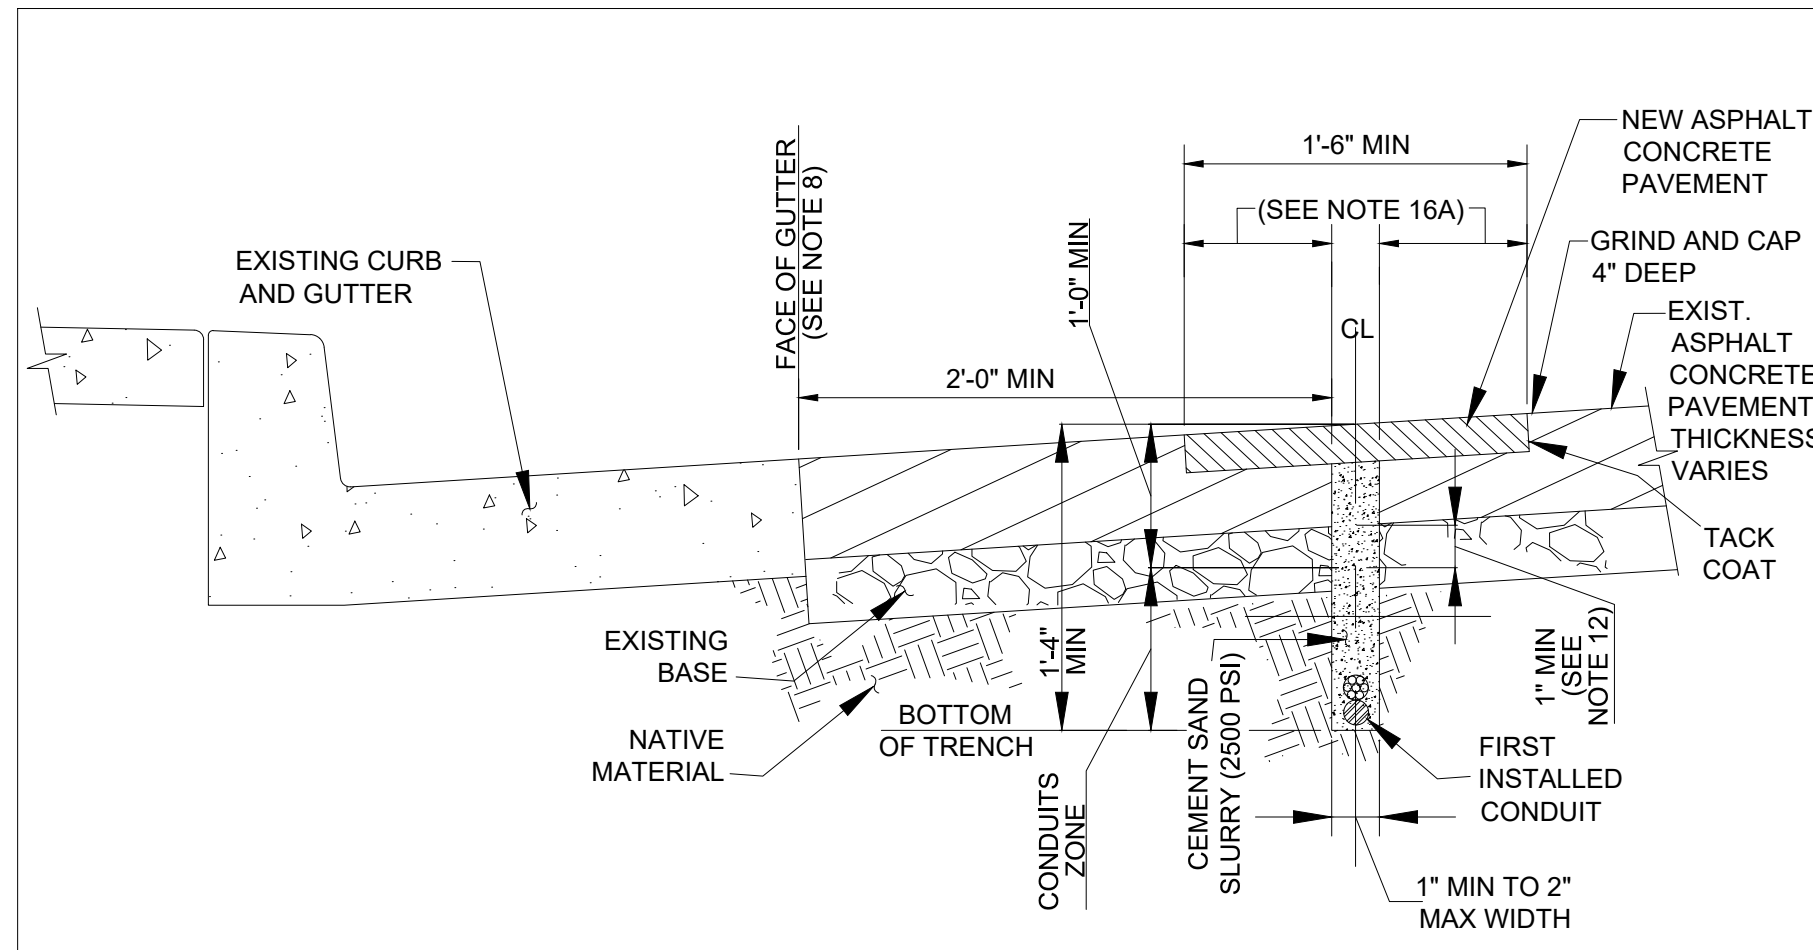 NEW ASPHALT
CONCRETE
PAVEMENT
1'-6" MIN
(SEE NOTE 16A)
FACE OF GUTTER
(SEE NOTE 8)
1'-0" MIN
GRIND AND CAP
4" DEEP
EXISTING CURB
AND GUTTER
EXIST.
ASPHALT
CONCRETE
PAVEMENT
THICKNESS
VARIES
CL
2'-0" MIN
TACK
COAT
EXISTING
BASE
1'-4"
MIN
1" MIN
(SEE
NOTE 12)
CEMENT SAND
SLURRY (2500 PSI)
BOTTOM
OF TRENCH
NATIVE
MATERIAL
FIRST
INSTALLED
CONDUIT
CONDUITS
ZONE
1" MIN TO 2"
MAX WIDTH